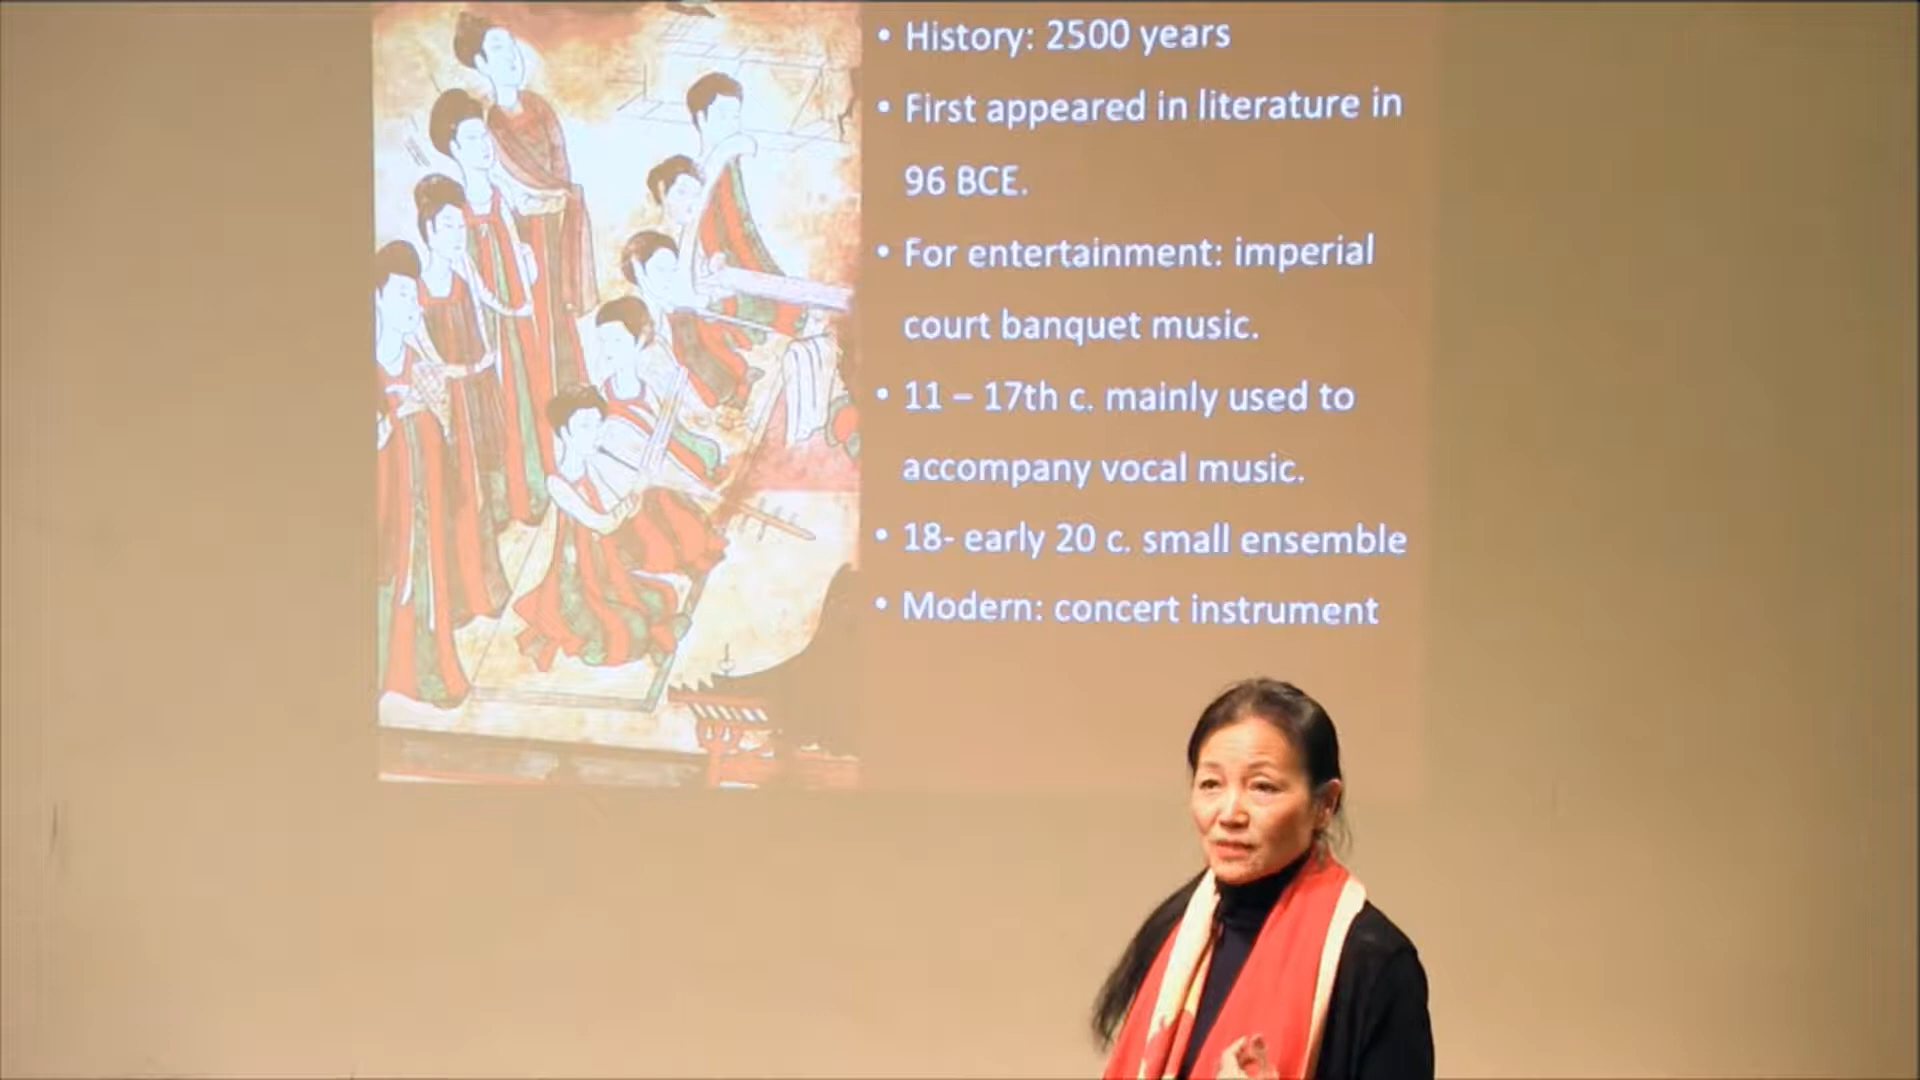 • History: 2500 years
• First appeared in literature in
96 BCE.
• For entertainment: imperial
court banquet music.
• 11 – 17th c. mainly used to
accompany vocal music.
• 18- early 20 c. small ensemble
• Modern: concert instrument